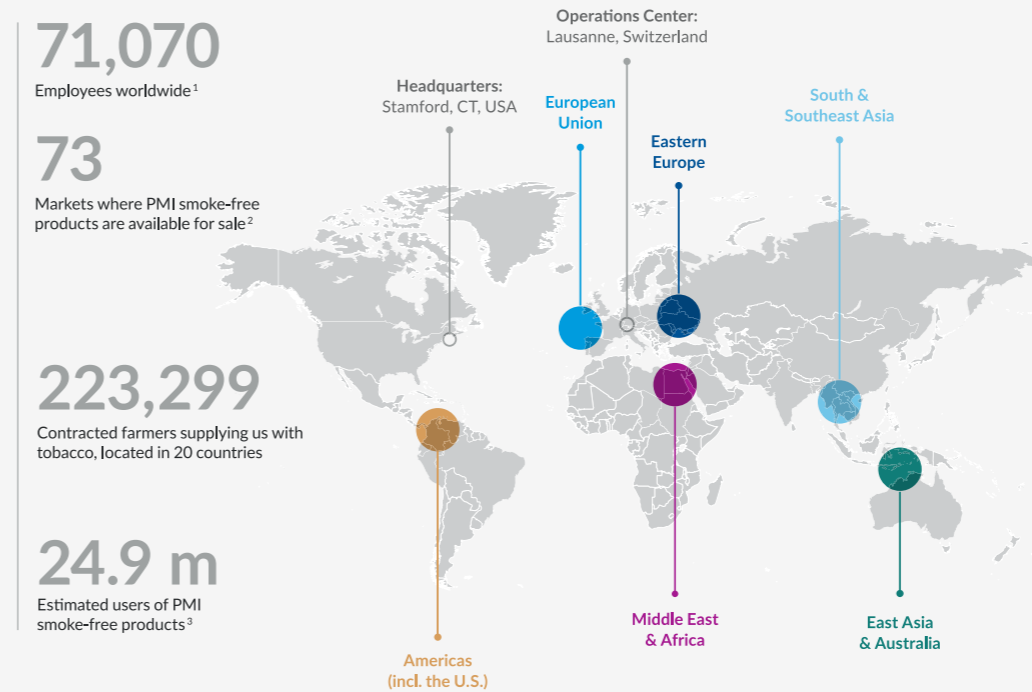 71,070
Employees worldwide¹
73
Markets where PMI smoke-free
products are available for sale²
223,299
Contracted farmers supplying us with
tobacco, located in 20 countries
24.9 m
Estimated users of PMI
smoke-free products³
Operations Center:
Lausanne, Switzerland
Headquarters:
Stamford, CT, USA
European
Union
Eastern
Europe
South &
Southeast Asia
Middle East
& Africa
East Asia
& Australia
Americas
(incl. the U.S.)